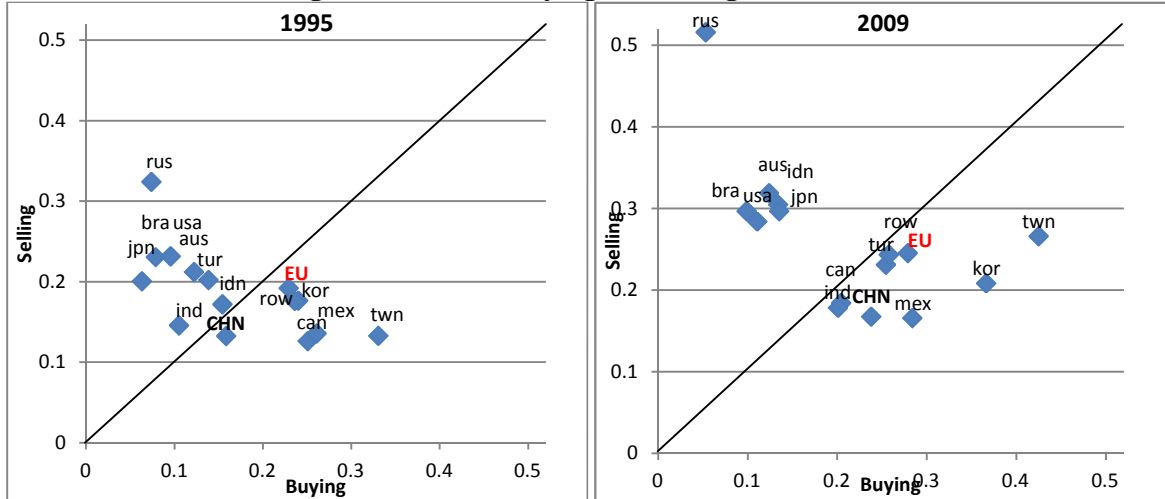 1995
0.5
0.4
0.3
0.2
0.1
0
Selling
rus
bra usa
aus
jpn
tur
idn
ind
CHN
EU
row
kor
can
mex
twn
0 0.1 0.2 0.3 0.4 0.5
Buying
2009
rus
0.5
0.4
0.3
0.2
0.1
0
Selling
aus
idn
bra
usa
jpn
row
EU
tur
twn
can
ind
CHN
mex
kor
0 0.1 0.2 0.3 0.4 0.5
Buying